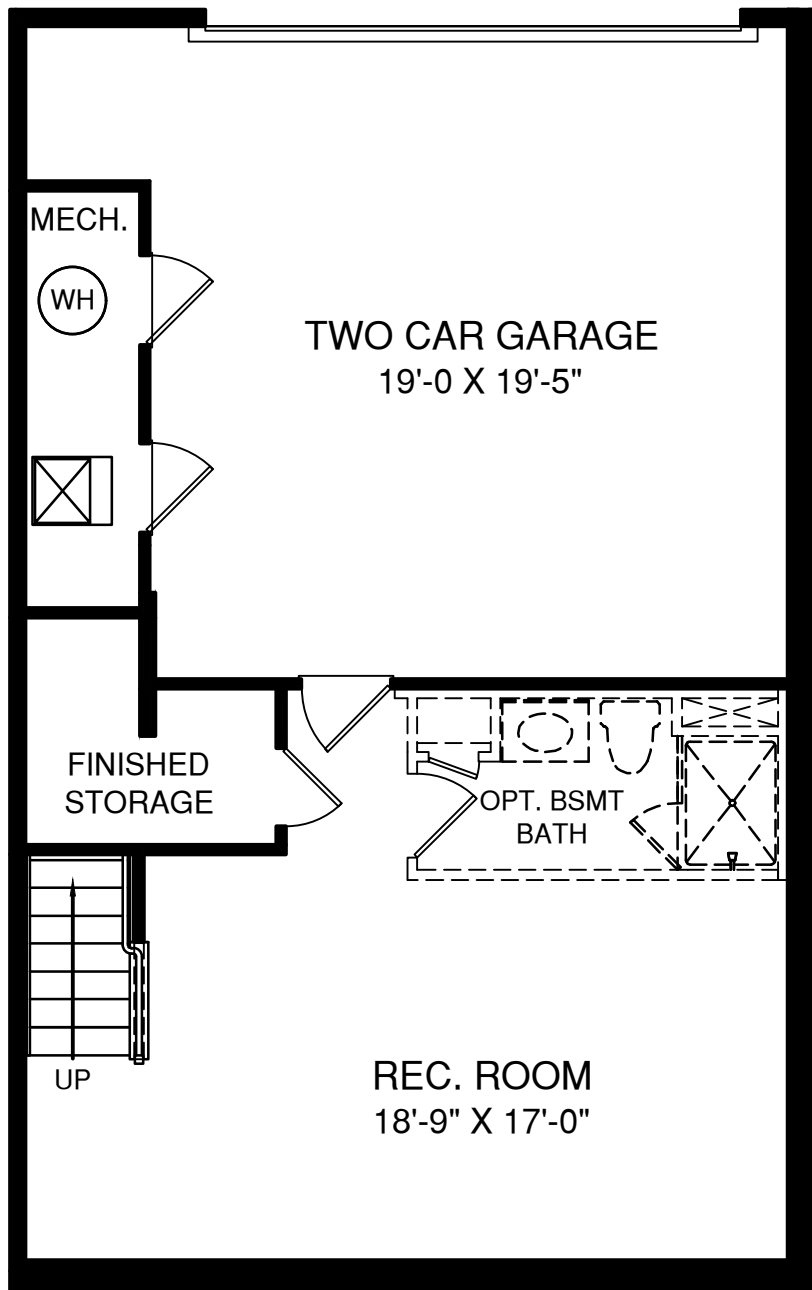 MECH.
WH
TWO CAR GARAGE
19'-0 X 19'-5"
FINISHED
STORAGE
OPT. BSMT
BATH
UP
REC. ROOM
18'-9" X 17'-0"